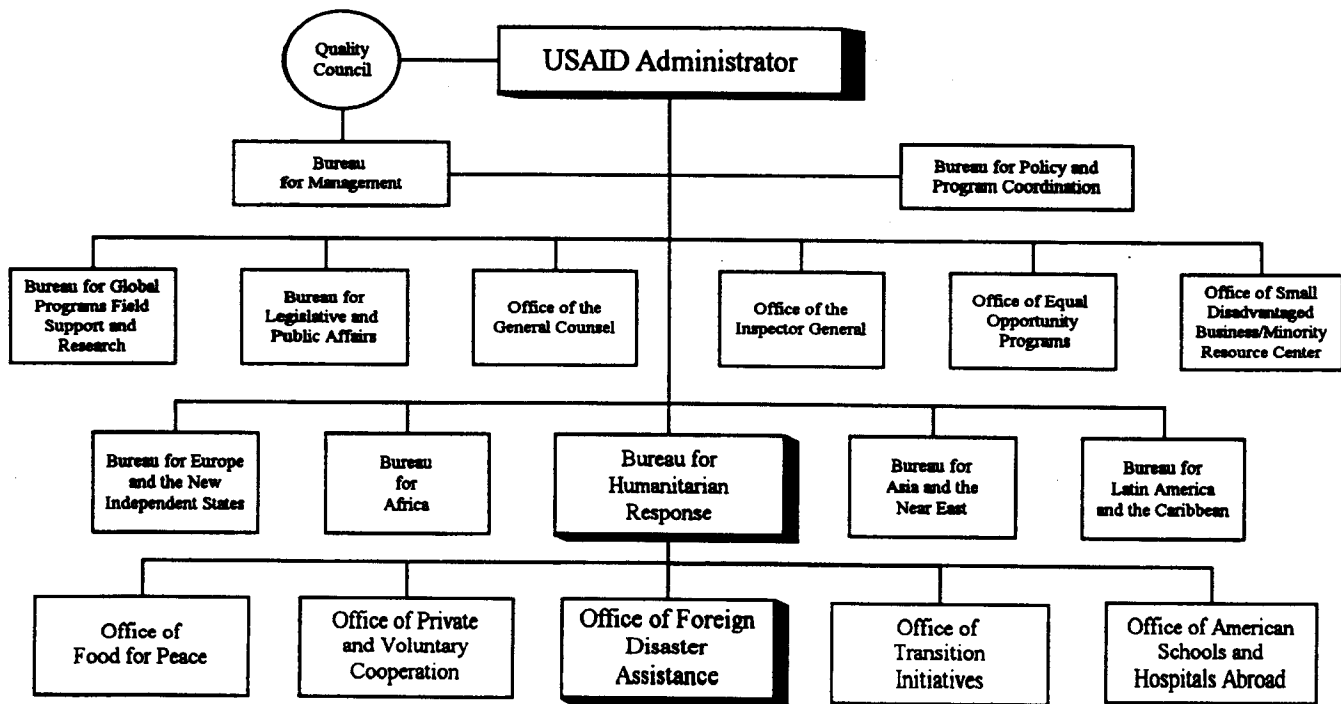 Quality
Council
USAID Administrator
Bureau
for Management
Bureau for Policy and
Program Coordination
Bureau for Global
Programs Field
Support and
Research
Bureau for
Legislative and
Public Affairs
Office of the
General Counsel
Office of the
Inspector General
Office of Equal
Opportunity
Programs
Office of Small
Disadvantaged
Business/Minority
Resource Center
Bureau for Europe
and the New
Independent States
Bureau
for
Africa
Bureau for
Humanitarian
Response
Bureau for
Asia and the
Near East
Bureau for
Latin America
and the Caribbean
Office of
Food for Peace
Office of Private
and Voluntary
Cooperation
Office of Foreign
Disaster
Assistance
Office of
Transition
Initiatives
Office of American
Schools and
Hospitals Abroad